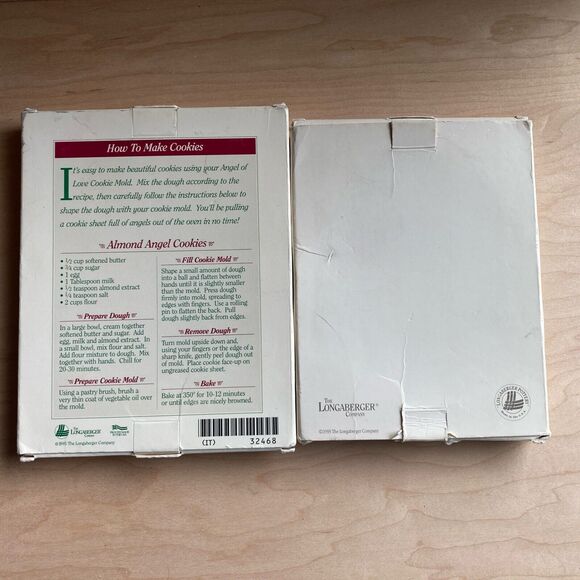 How To Make Cookies
It's easy to make beautiful cookies using your Angel of
Love Cookie Mold. Mix the dough according to the
recipe, then carefully follow the instructions below to
shape the dough with your cookie mold. You'll be pulling
a cookie sheet full of angels out of the oven in no time!
Almond Angel Cookies
• ½ cup softened butter
• ¾ cup sugar
• 1 egg
• 1 Tablespoon milk
• ½ teaspoon almond extract
• ¼ teaspoon salt
• 2 cups flour
Prepare Dough
In a large bowl, cream together
softened butter and sugar. Add
egg, milk and almond extract. In
a small bowl, mix flour and salt.
Add flour mixture to dough. Mix
together with hands. Chill for
20-30 minutes.
Prepare Cookie Mold
Using a pastry brush, brush a
very thin coat of vegetable oil over
the mold.
Fill Cookie Mold
Shape a small amount of dough
into a ball and flatten between
hands until it is slightly smaller
than the mold. Press dough
firmly into mold, spreading to
edges with fingers. Use a rolling
pin to flatten the back. Pull
dough slightly back from edges.
Remove Dough
Turn mold upside down and,
using your fingers or the edge of a
sharp knife, gently peel dough out
of mold. Place cookie face-up on
ungreased cookie sheet.
Bake
Bake at 350° for 10-12 minutes
or until edges are nicely browned.
The
LONGABERGER
Company
©1995 The Longaberger Company
(IT) 32468
THE
LONGABERGER®
COMPANY
©1995 The Longaberger Company
LONGABERGER POTTERY